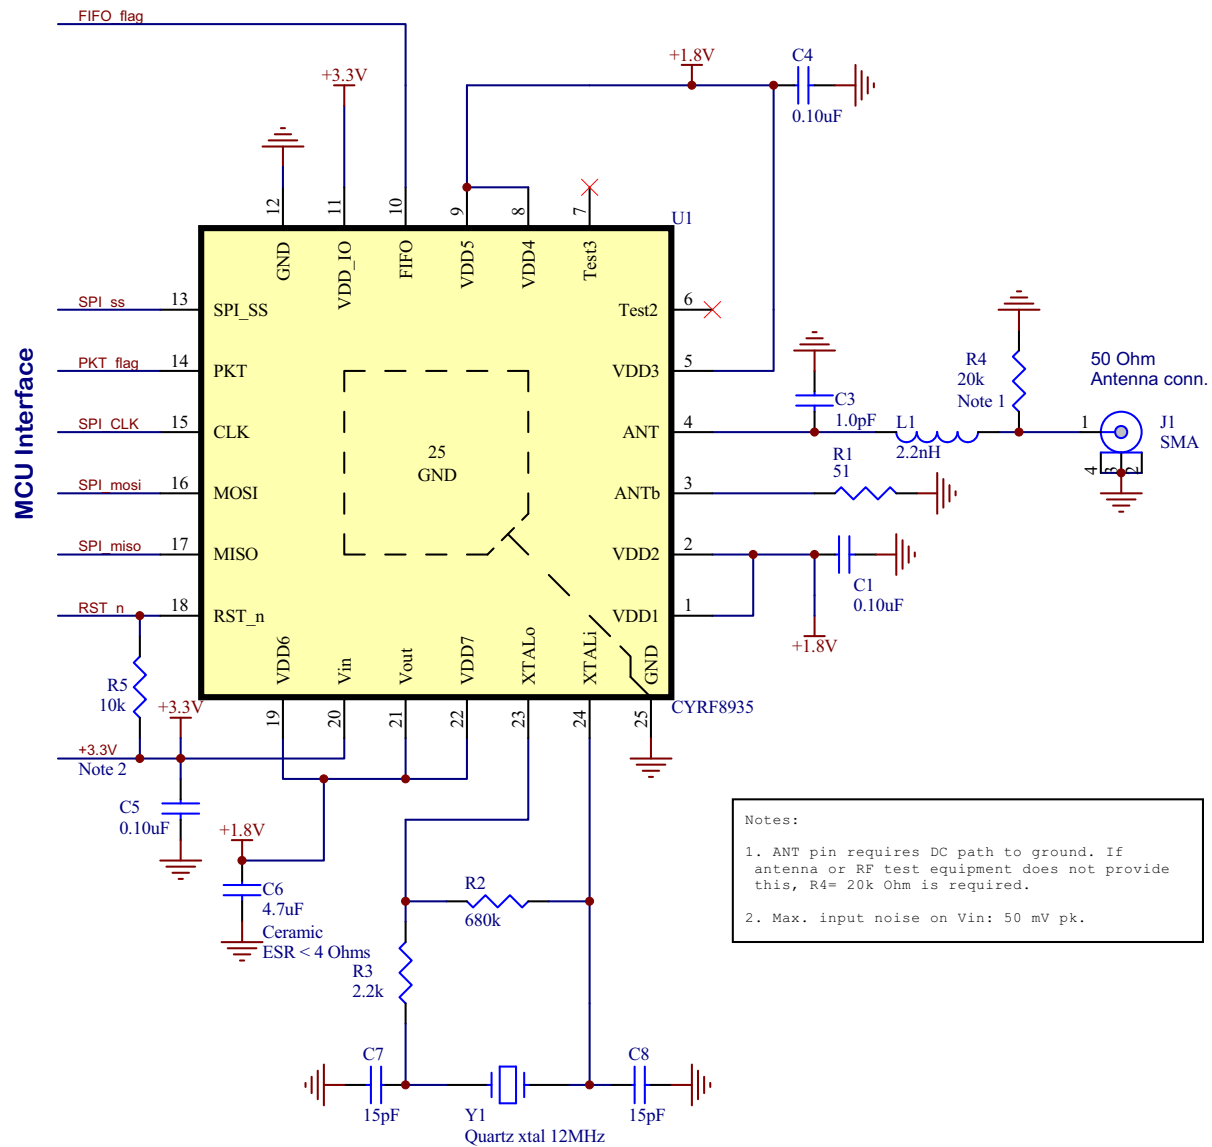 FIFO_flag
+3.3V
+1.8V
C4
0.10uF
12
11
10
9
8
7
U1
GND
VDD_IO
FIFO
VDD5
VDD4
Test3
MCU Interface
SPI_ss
13
SPI_SS
PKT_flag
14
PKT
SPI_CLK
15
CLK
SPI_mosi
16
MOSI
SPI_miso
17
MISO
RST_n
18
RST_n
25
GND
Test2
6
VDD3
5
ANT
4
ANTb
3
VDD2
2
VDD1
1
C3
1.0pF
L1
2.2nH
R4
20k
Note 1
50 Ohm
Antenna conn.
1
J1
SMA
4
3
2
R1
51
C1
0.10uF
+1.8V
VDD6
Vin
Vout
VDD7
XTALo
XTALi
GND
CYRF8935
19
20
21
22
23
24
25
R5
10k
+3.3V
+3.3V
Note 2
C5
0.10uF
+1.8V
C6
4.7uF
Ceramic
ESR < 4 Ohms
R2
680k
R3
2.2k
C7
15pF
Y1
Quartz xtal 12MHz
C8
15pF
Notes:
1. ANT pin requires DC path to ground. If
antenna or RF test equipment does not provide
this, R4= 20k Ohm is required.
2. Max. input noise on Vin: 50 mV pk.